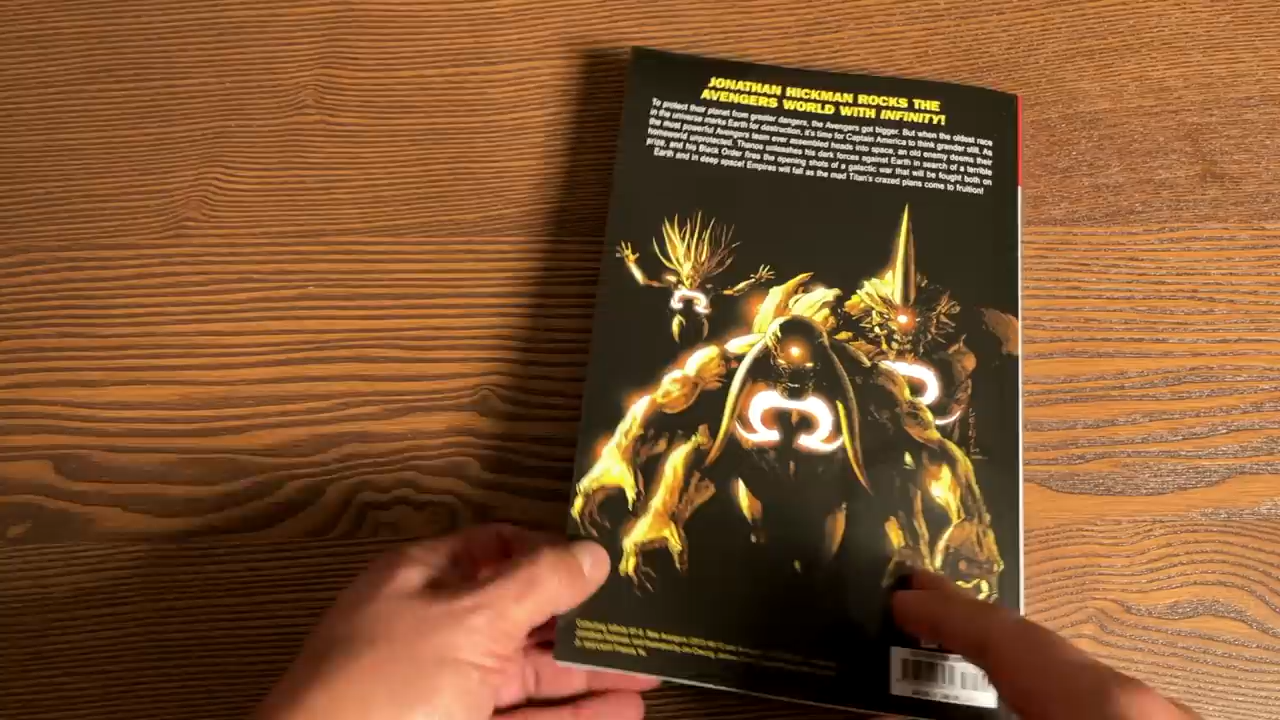 JONATHAN HICKMAN ROCKS THE
AVENGERS WORLD WITH INFINITY!
To protect their planet from greater dangers, the Avengers got bigger. But when the oldest race
in the universe marks Earth for destruction, it's time for Captain America to think grander still. As
the most powerful Avengers team ever assembled heads into space, an old enemy deems their
homeworld unprotected. Thanos unleashes his dark forces against Earth in search of a terrible
prize, and his Black Order fires the opening shots of a galactic war that will be fought both on
Earth and in deep space! Empires will fall as the mad Titan's crazed plans come to fruition!